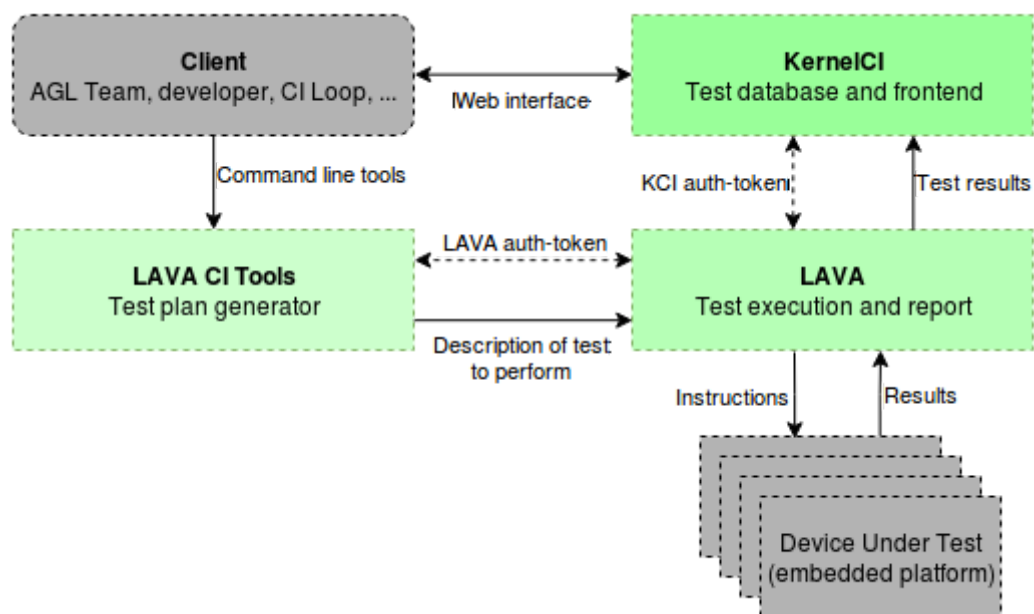 Client
AGL Team, developer, CI Loop, ...
KernelCI
Test database and frontend
Web interface
Command line tools
KCI auth-token
Test results
LAVA CI Tools
Test plan generator
LAVA auth-token
LAVA
Test execution and report
Description of test
to perform
Instructions
Results
Device Under Test
(embedded platform)